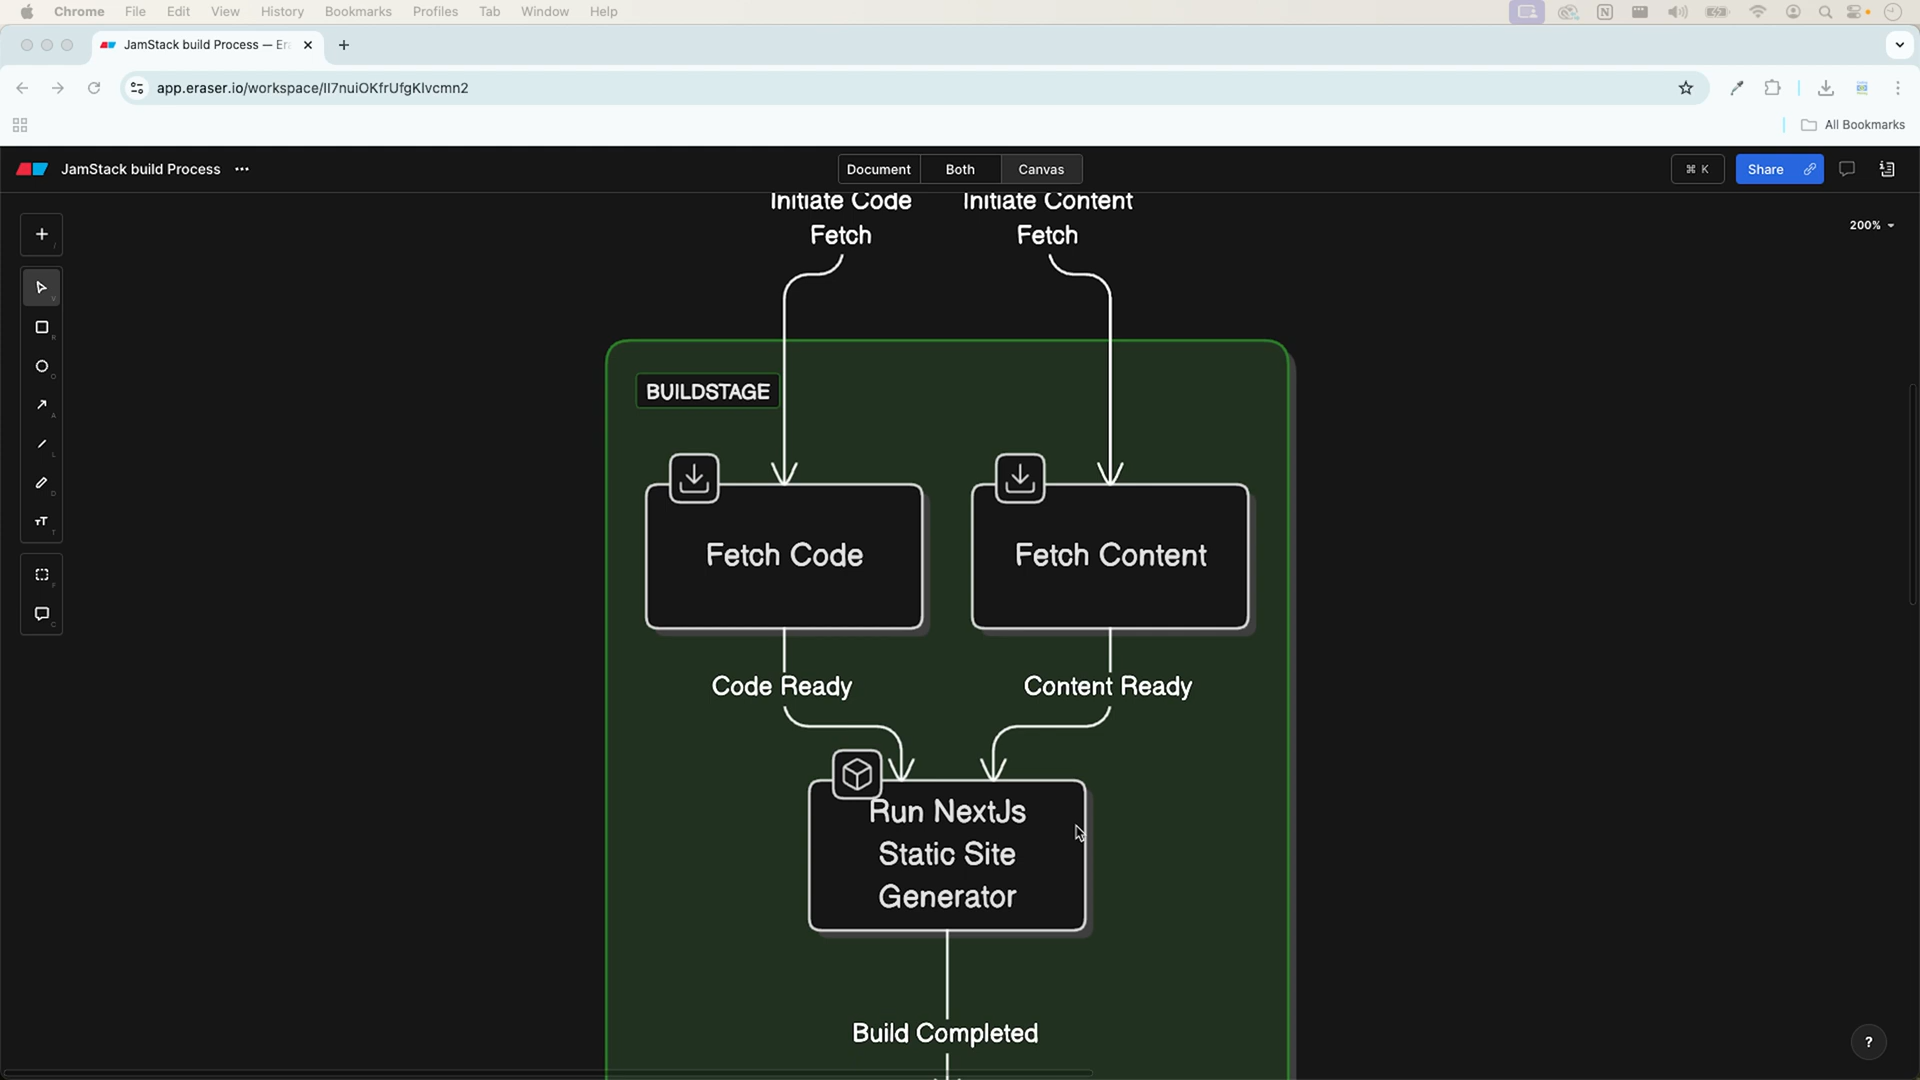 Chrome File Edit View History Bookmarks Profiles Tab Window Help
JamStack build Process — Er
app.eraser.io/workspace/II7nuiOKfrUfgKlvcmn2
All Bookmarks
JamStack build Process ...
Document Both Canvas
⌘ K
Share
200%
Initiate Code
Fetch
Initiate Content
Fetch
BUILDSTAGE
Fetch Code
Fetch Content
Code Ready
Content Ready
Run NextJs
Static Site
Generator
Build Completed
?